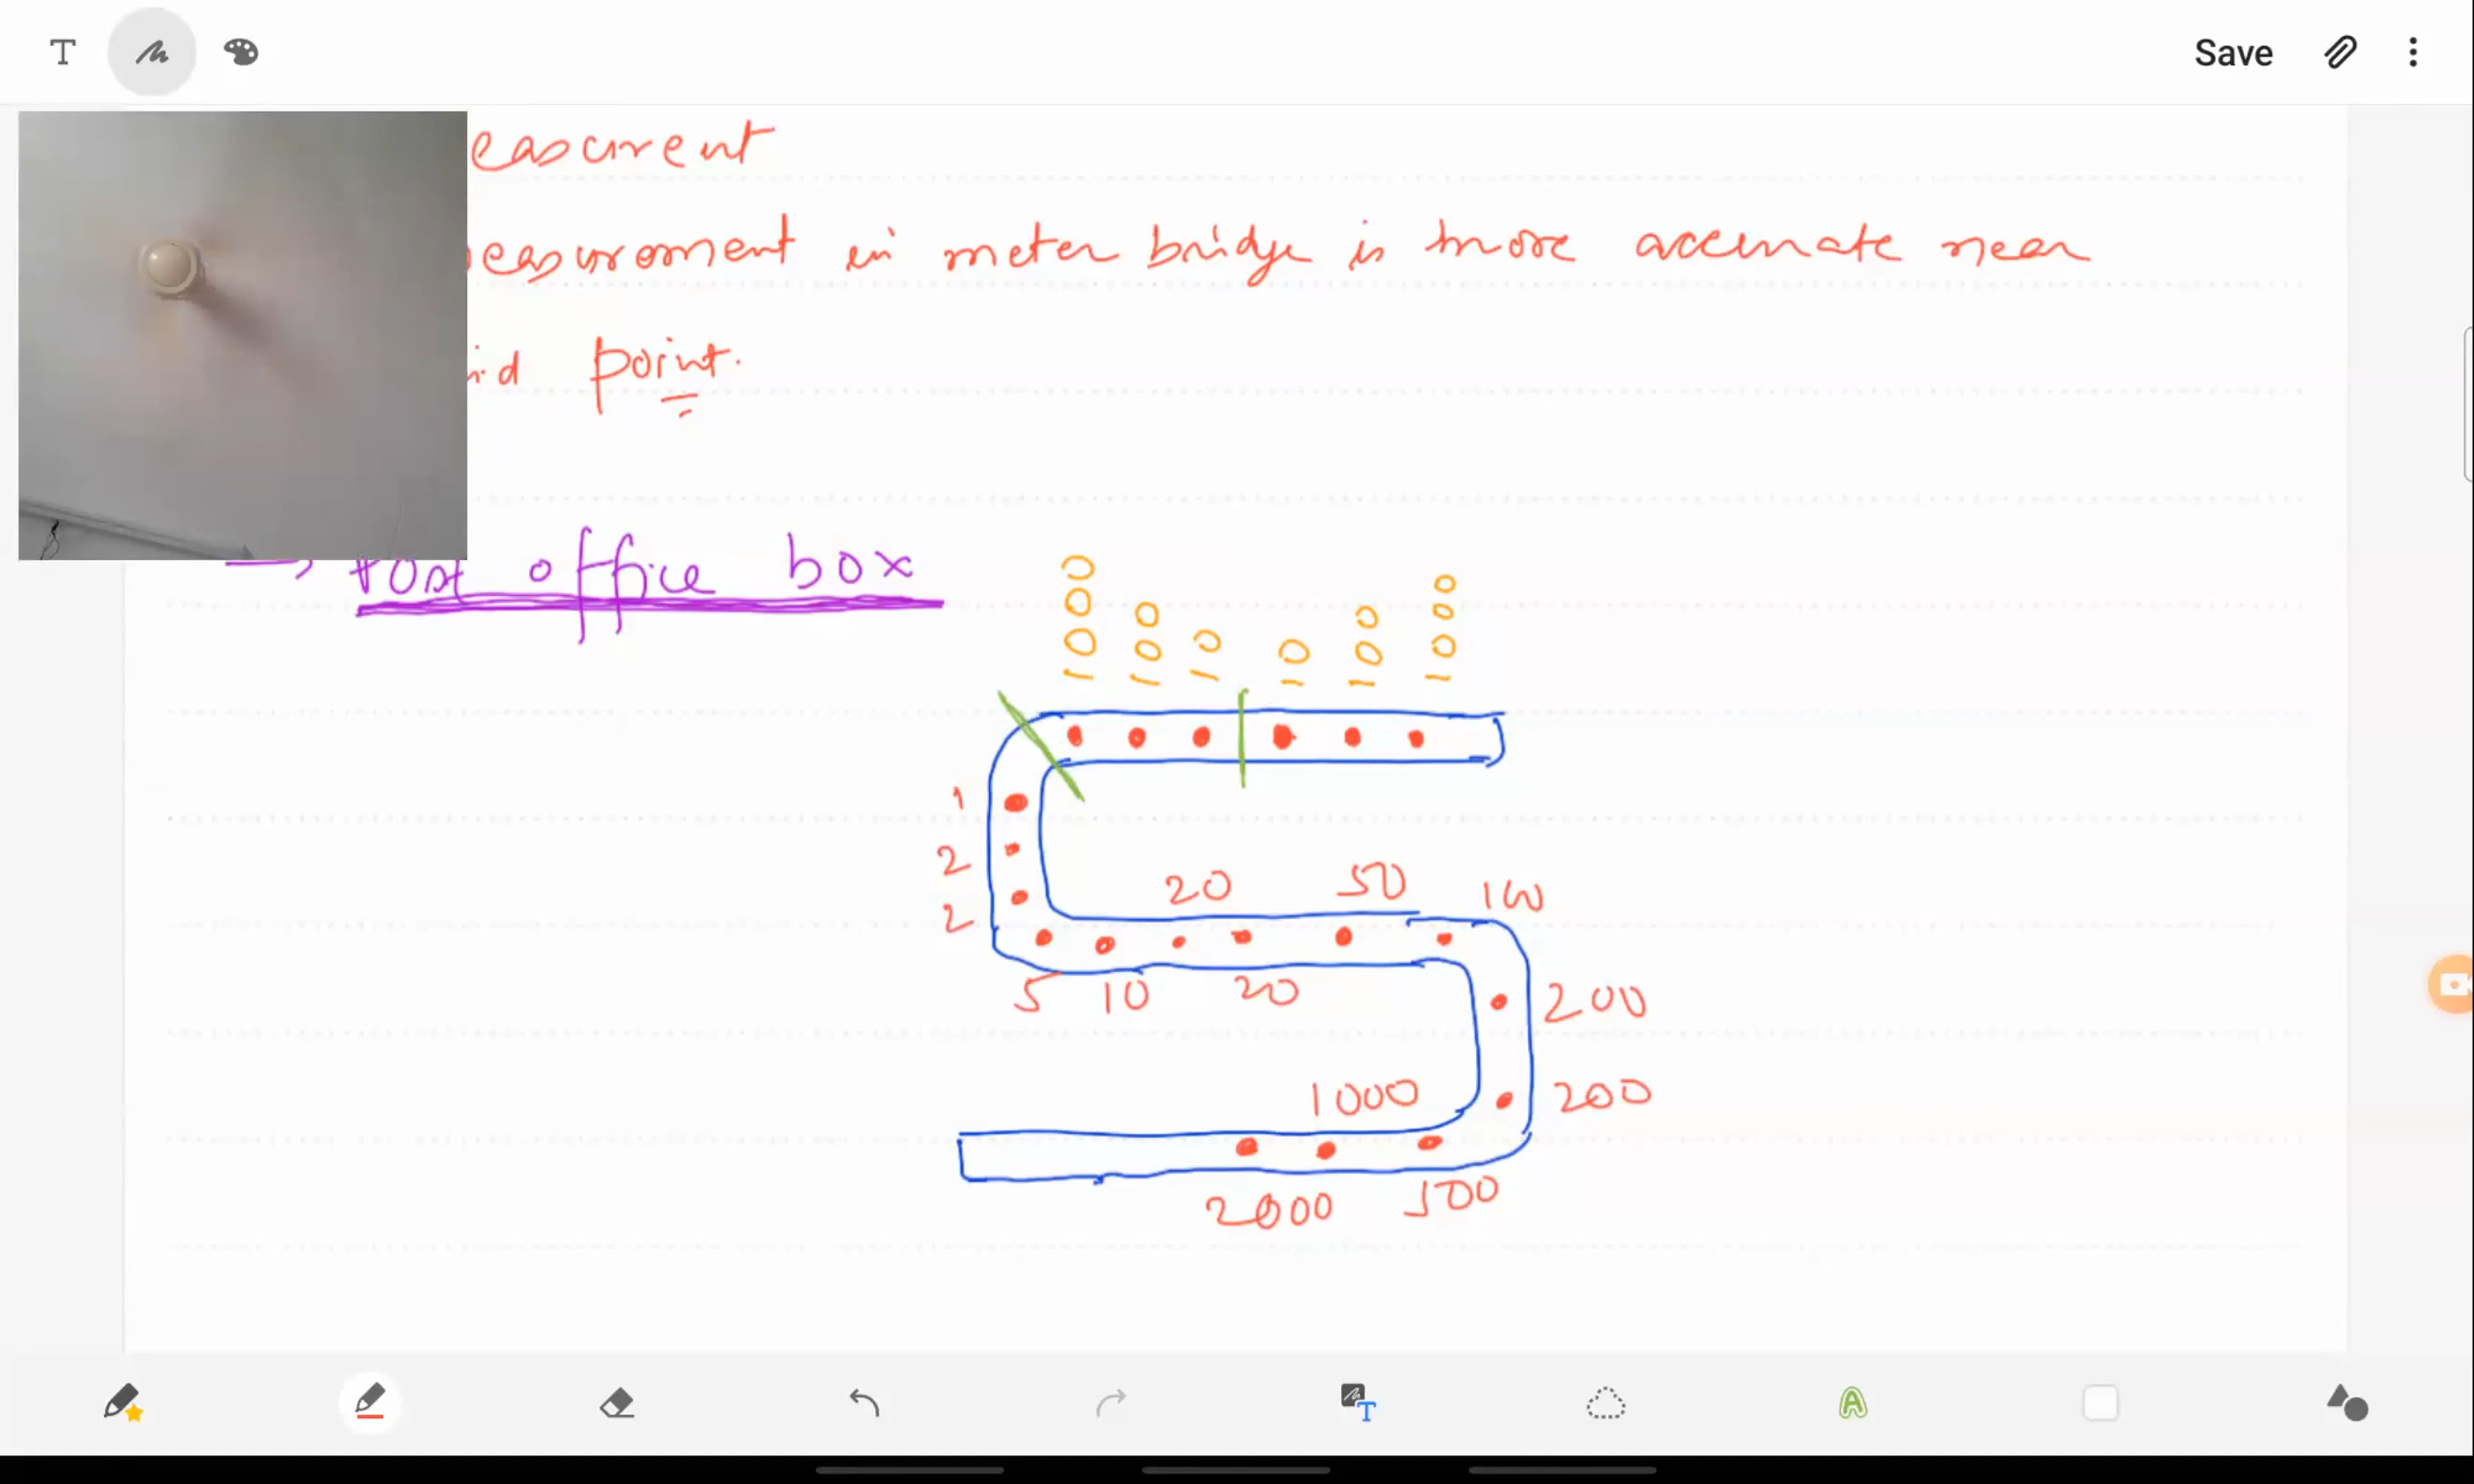 Save
easurent
easurement in meter bridge is more accurate near
id point.
→ Post office box
1000 100 10 10 100 1000
1
2
2
20 50 100
5 10 20
200
200
1000
2000 500